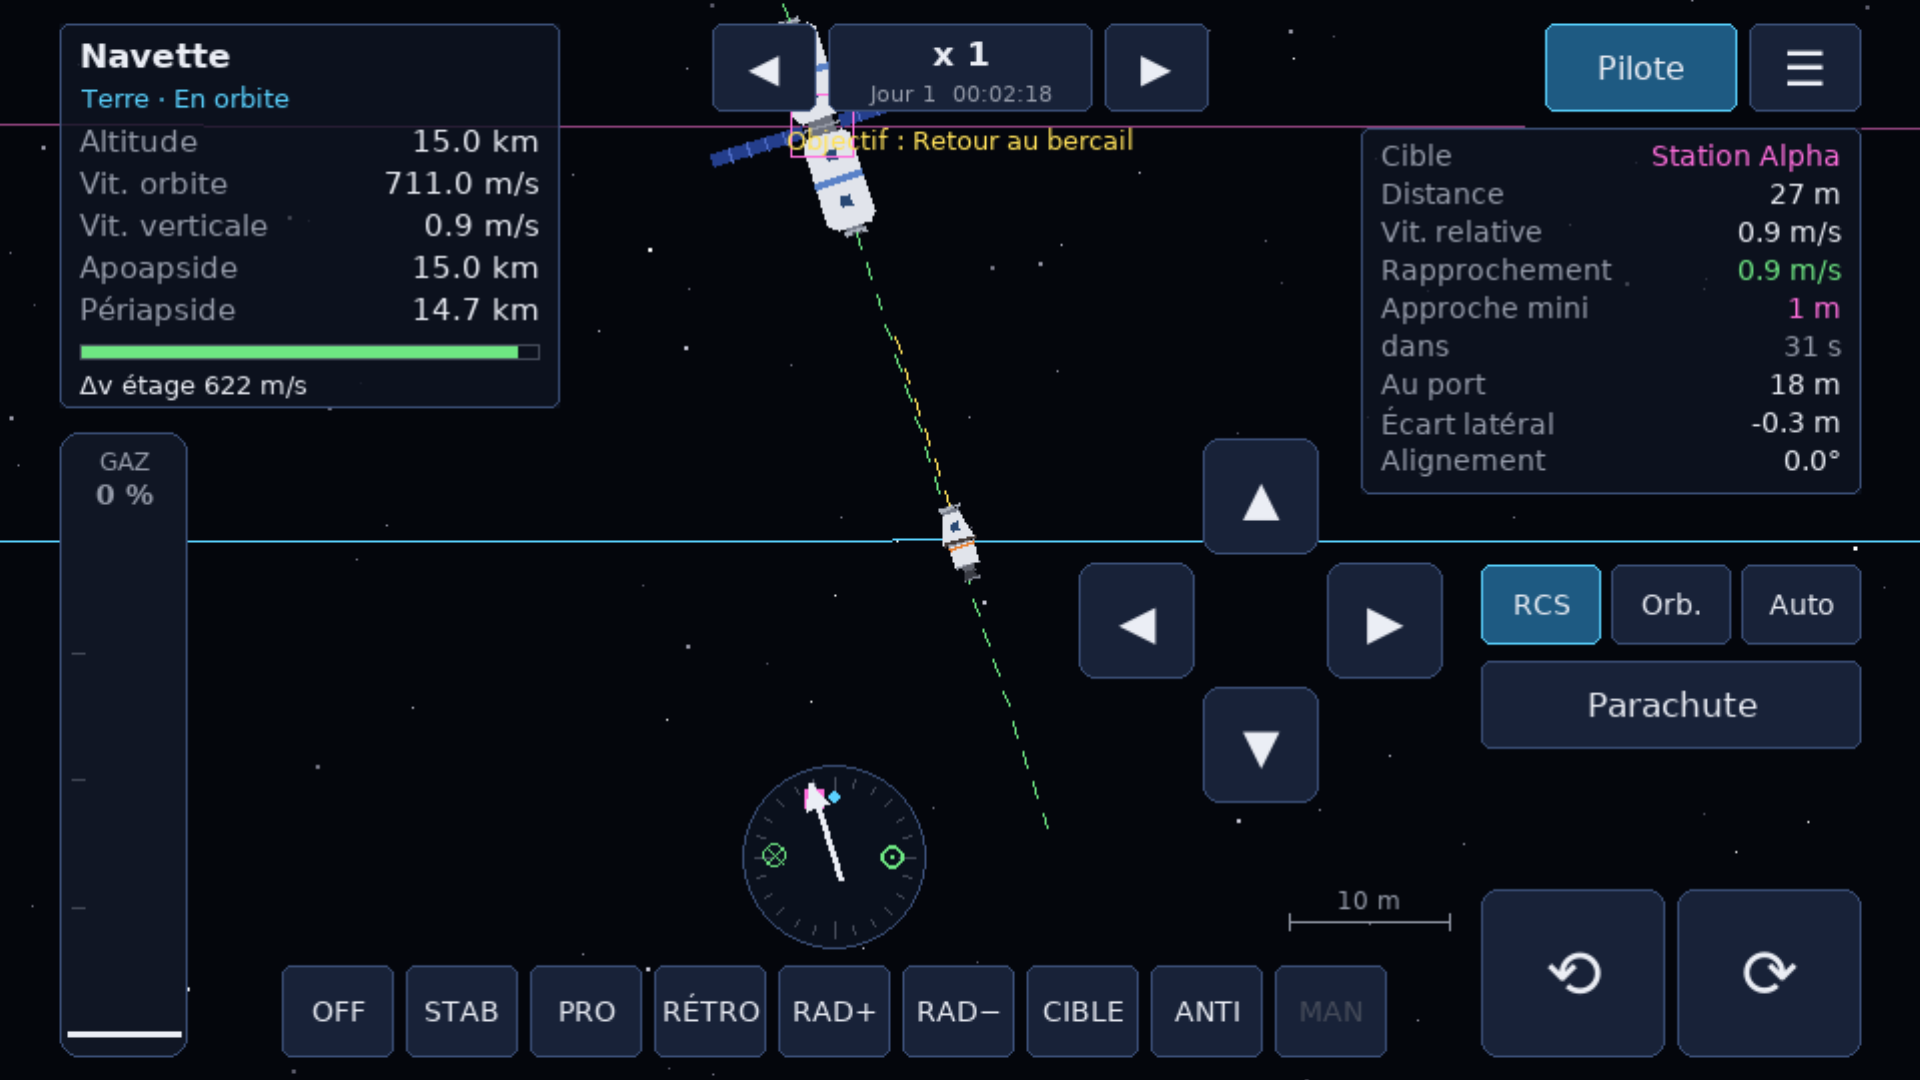 Navette
Terre · En orbite
Altitude 15.0 km
Vit. orbite 711.0 m/s
Vit. verticale 0.9 m/s
Apoapside 15.0 km
Périapside 14.7 km
Δv étage 622 m/s
◀ x 1 ▶
Jour 1 00:02:18
Objectif : Retour au bercail
Pilote ☰
Cible Station Alpha
Distance 27 m
Vit. relative 0.9 m/s
Rapprochement 0.9 m/s
Approche mini 1 m
dans 31 s
Au port 18 m
Écart latéral -0.3 m
Alignement 0.0°
GAZ
0 %
▲
◀ ▶
▼
RCS Orb. Auto
Parachute
10 m
⟲ ⟳
OFF STAB PRO RÉTRO RAD+ RAD− CIBLE ANTI MAN